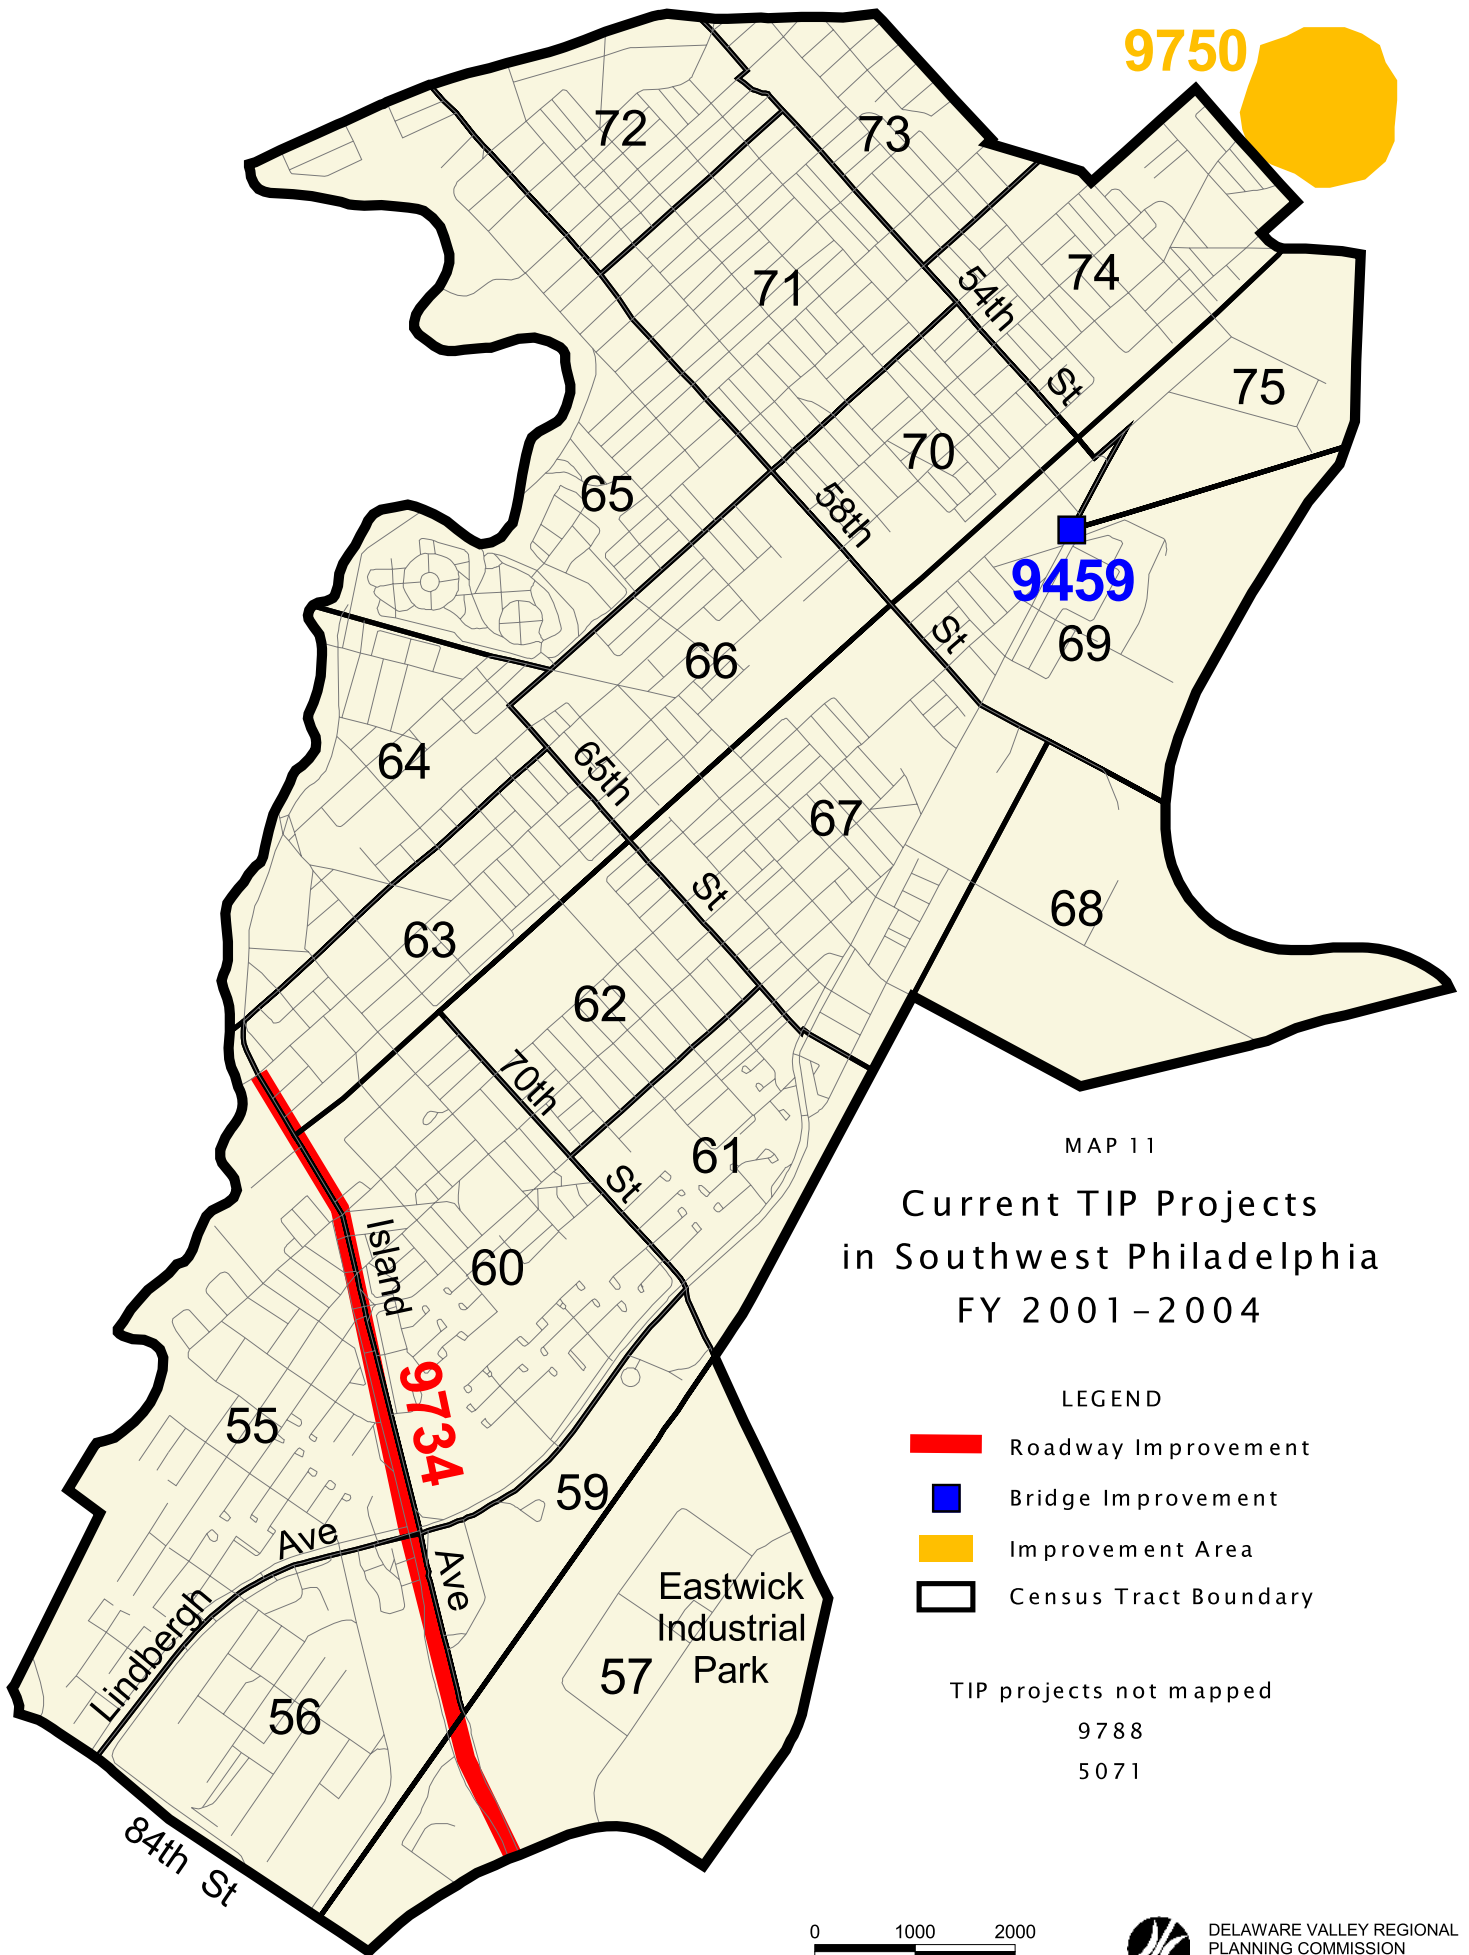 9750
72
73
74
71
54th
St
75
70
65
58th
9459
St
69
66
64
65th
67
St
68
63
62
70th
61
St
MAP 11
Current TIP Projects
in Southwest Philadelphia
FY 2001-2004
Island
60
9734
LEGEND
Roadway Improvement
Bridge Improvement
Improvement Area
Census Tract Boundary
55
59
Ave
Ave
Lindbergh
Eastwick
Industrial
Park
57
56
TIP projects not mapped
9788
5071
84th St
0 1000 2000
DELAWARE VALLEY REGIONAL
PLANNING COMMISSION